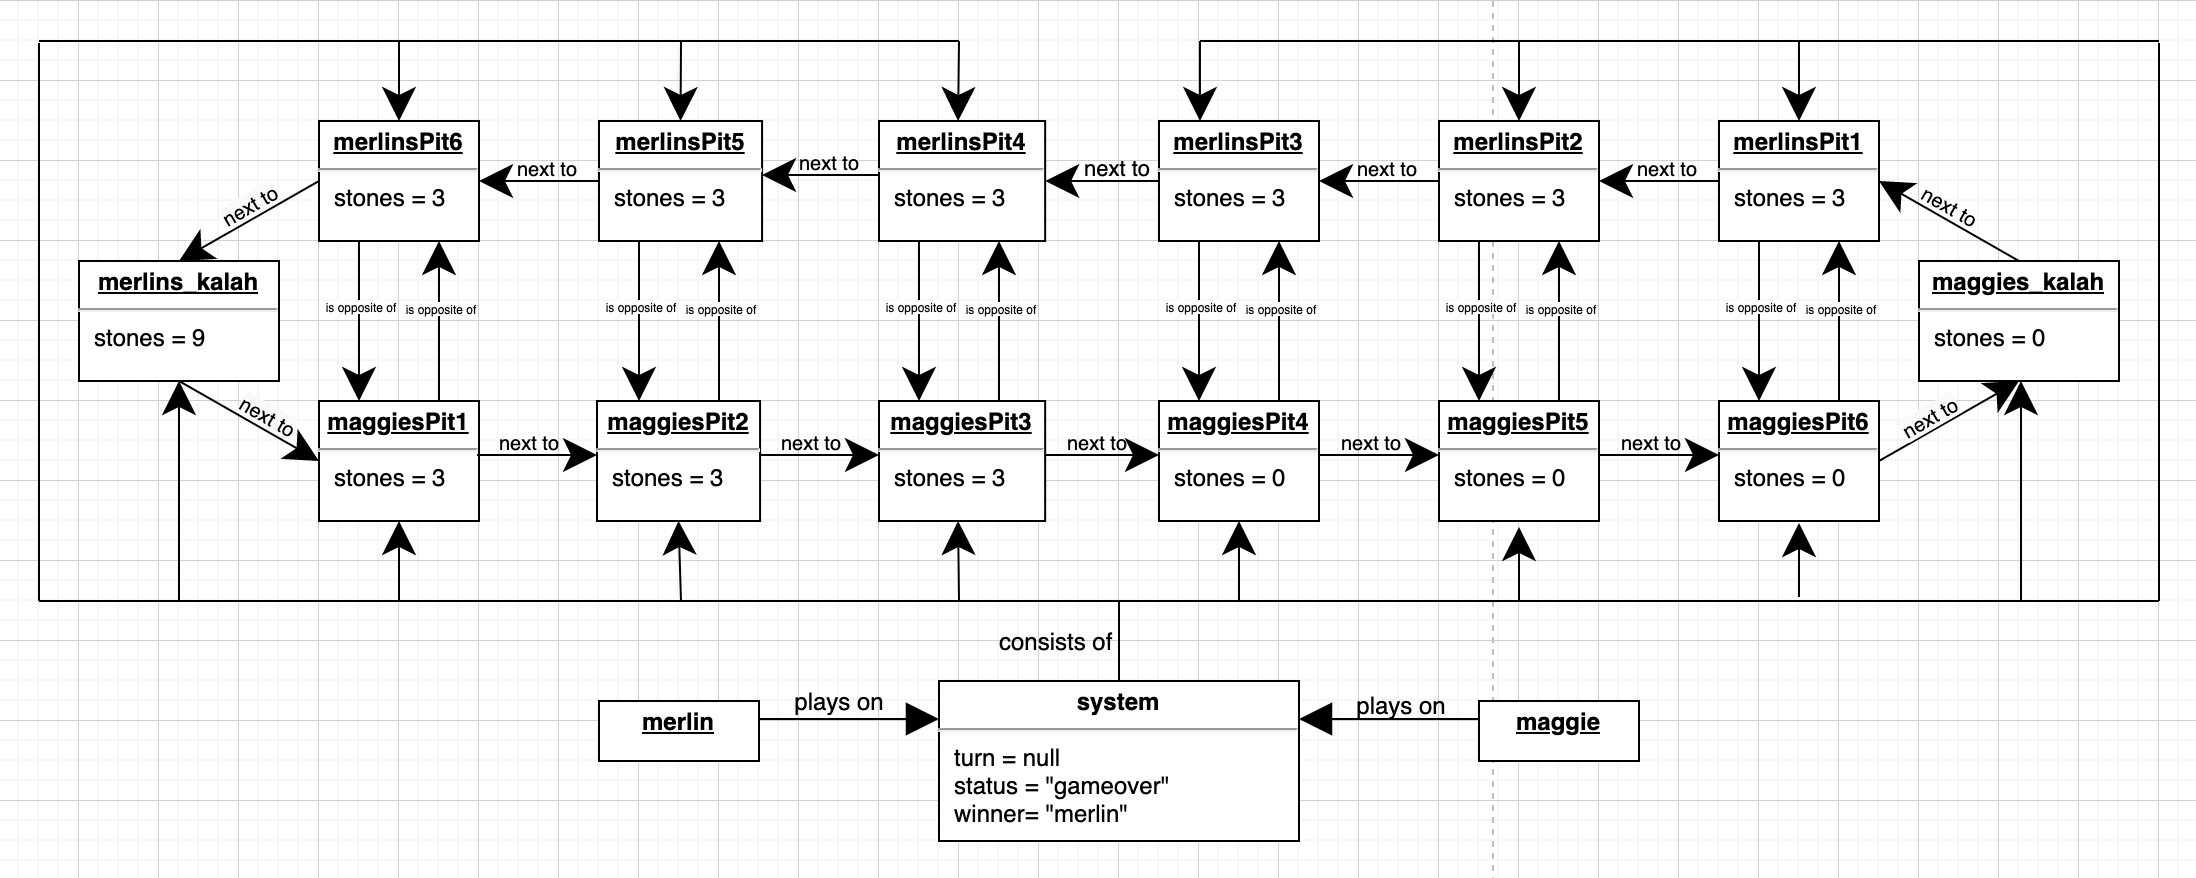 merlinsPit6
stones = 3
merlinsPit5
stones = 3
merlinsPit4
stones = 3
merlinsPit3
stones = 3
merlinsPit2
stones = 3
merlinsPit1
stones = 3
next to
next to
next to
next to
next to
next to
next to
merlins_kalah
stones = 9
is opposite of
is opposite of
is opposite of
is opposite of
is opposite of
is opposite of
is opposite of
is opposite of
is opposite of
is opposite of
is opposite of
is opposite of
maggies_kalah
stones = 0
next to
maggiesPit1
stones = 3
next to
maggiesPit2
stones = 3
next to
maggiesPit3
stones = 3
next to
maggiesPit4
stones = 0
next to
maggiesPit5
stones = 0
next to
maggiesPit6
stones = 0
next to
consists of
merlin
plays on
system
turn = null
status = "gameover"
winner= "merlin"
plays on
maggie